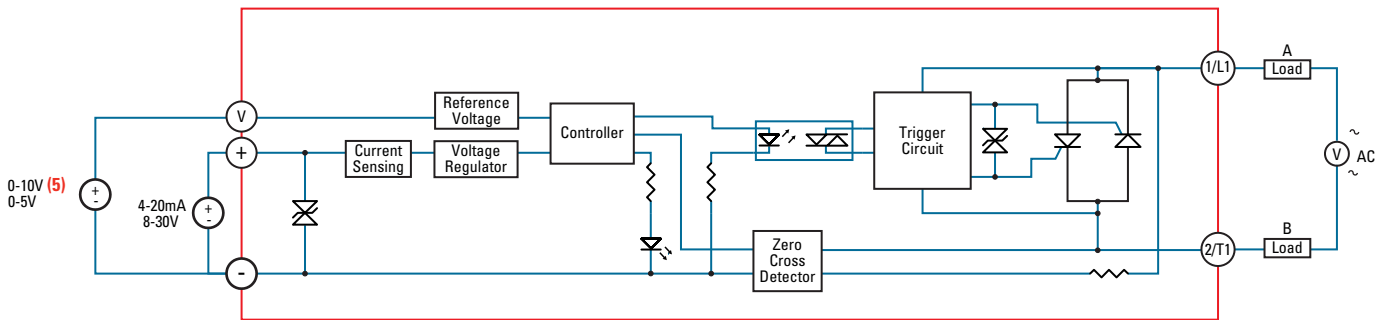 0-10V (5)
0-5V
+
-
4-20mA
8-30V
+
-
V
+
-
Current
Sensing
Reference
Voltage
Voltage
Regulator
Controller
Trigger
Circuit
Zero
Cross
Detector
1/L1
2/T1
A
Load
B
Load
~
V AC
~